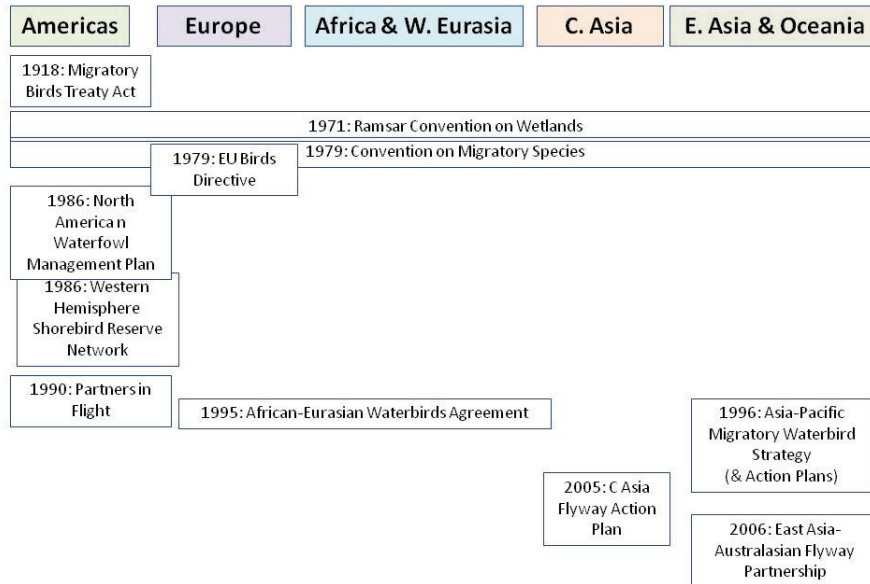 Americas
Europe
Africa & W. Eurasia
C. Asia
E. Asia & Oceania
1918: Migratory
Birds Treaty Act
1971: Ramsar Convention on Wetlands
1979: Convention on Migratory Species
1979: EU Birds
Directive
1986: North
American
Waterfowl
Management Plan
1986: Western
Hemisphere
Shorebird Reserve
Network
1990: Partners in
Flight
1995: African-Eurasian Waterbirds Agreement
1996: Asia-Pacific
Migratory Waterbird
Strategy
(& Action Plans)
2005: C Asia
Flyway Action
Plan
2006: East Asia-
Australasian Flyway
Partnership